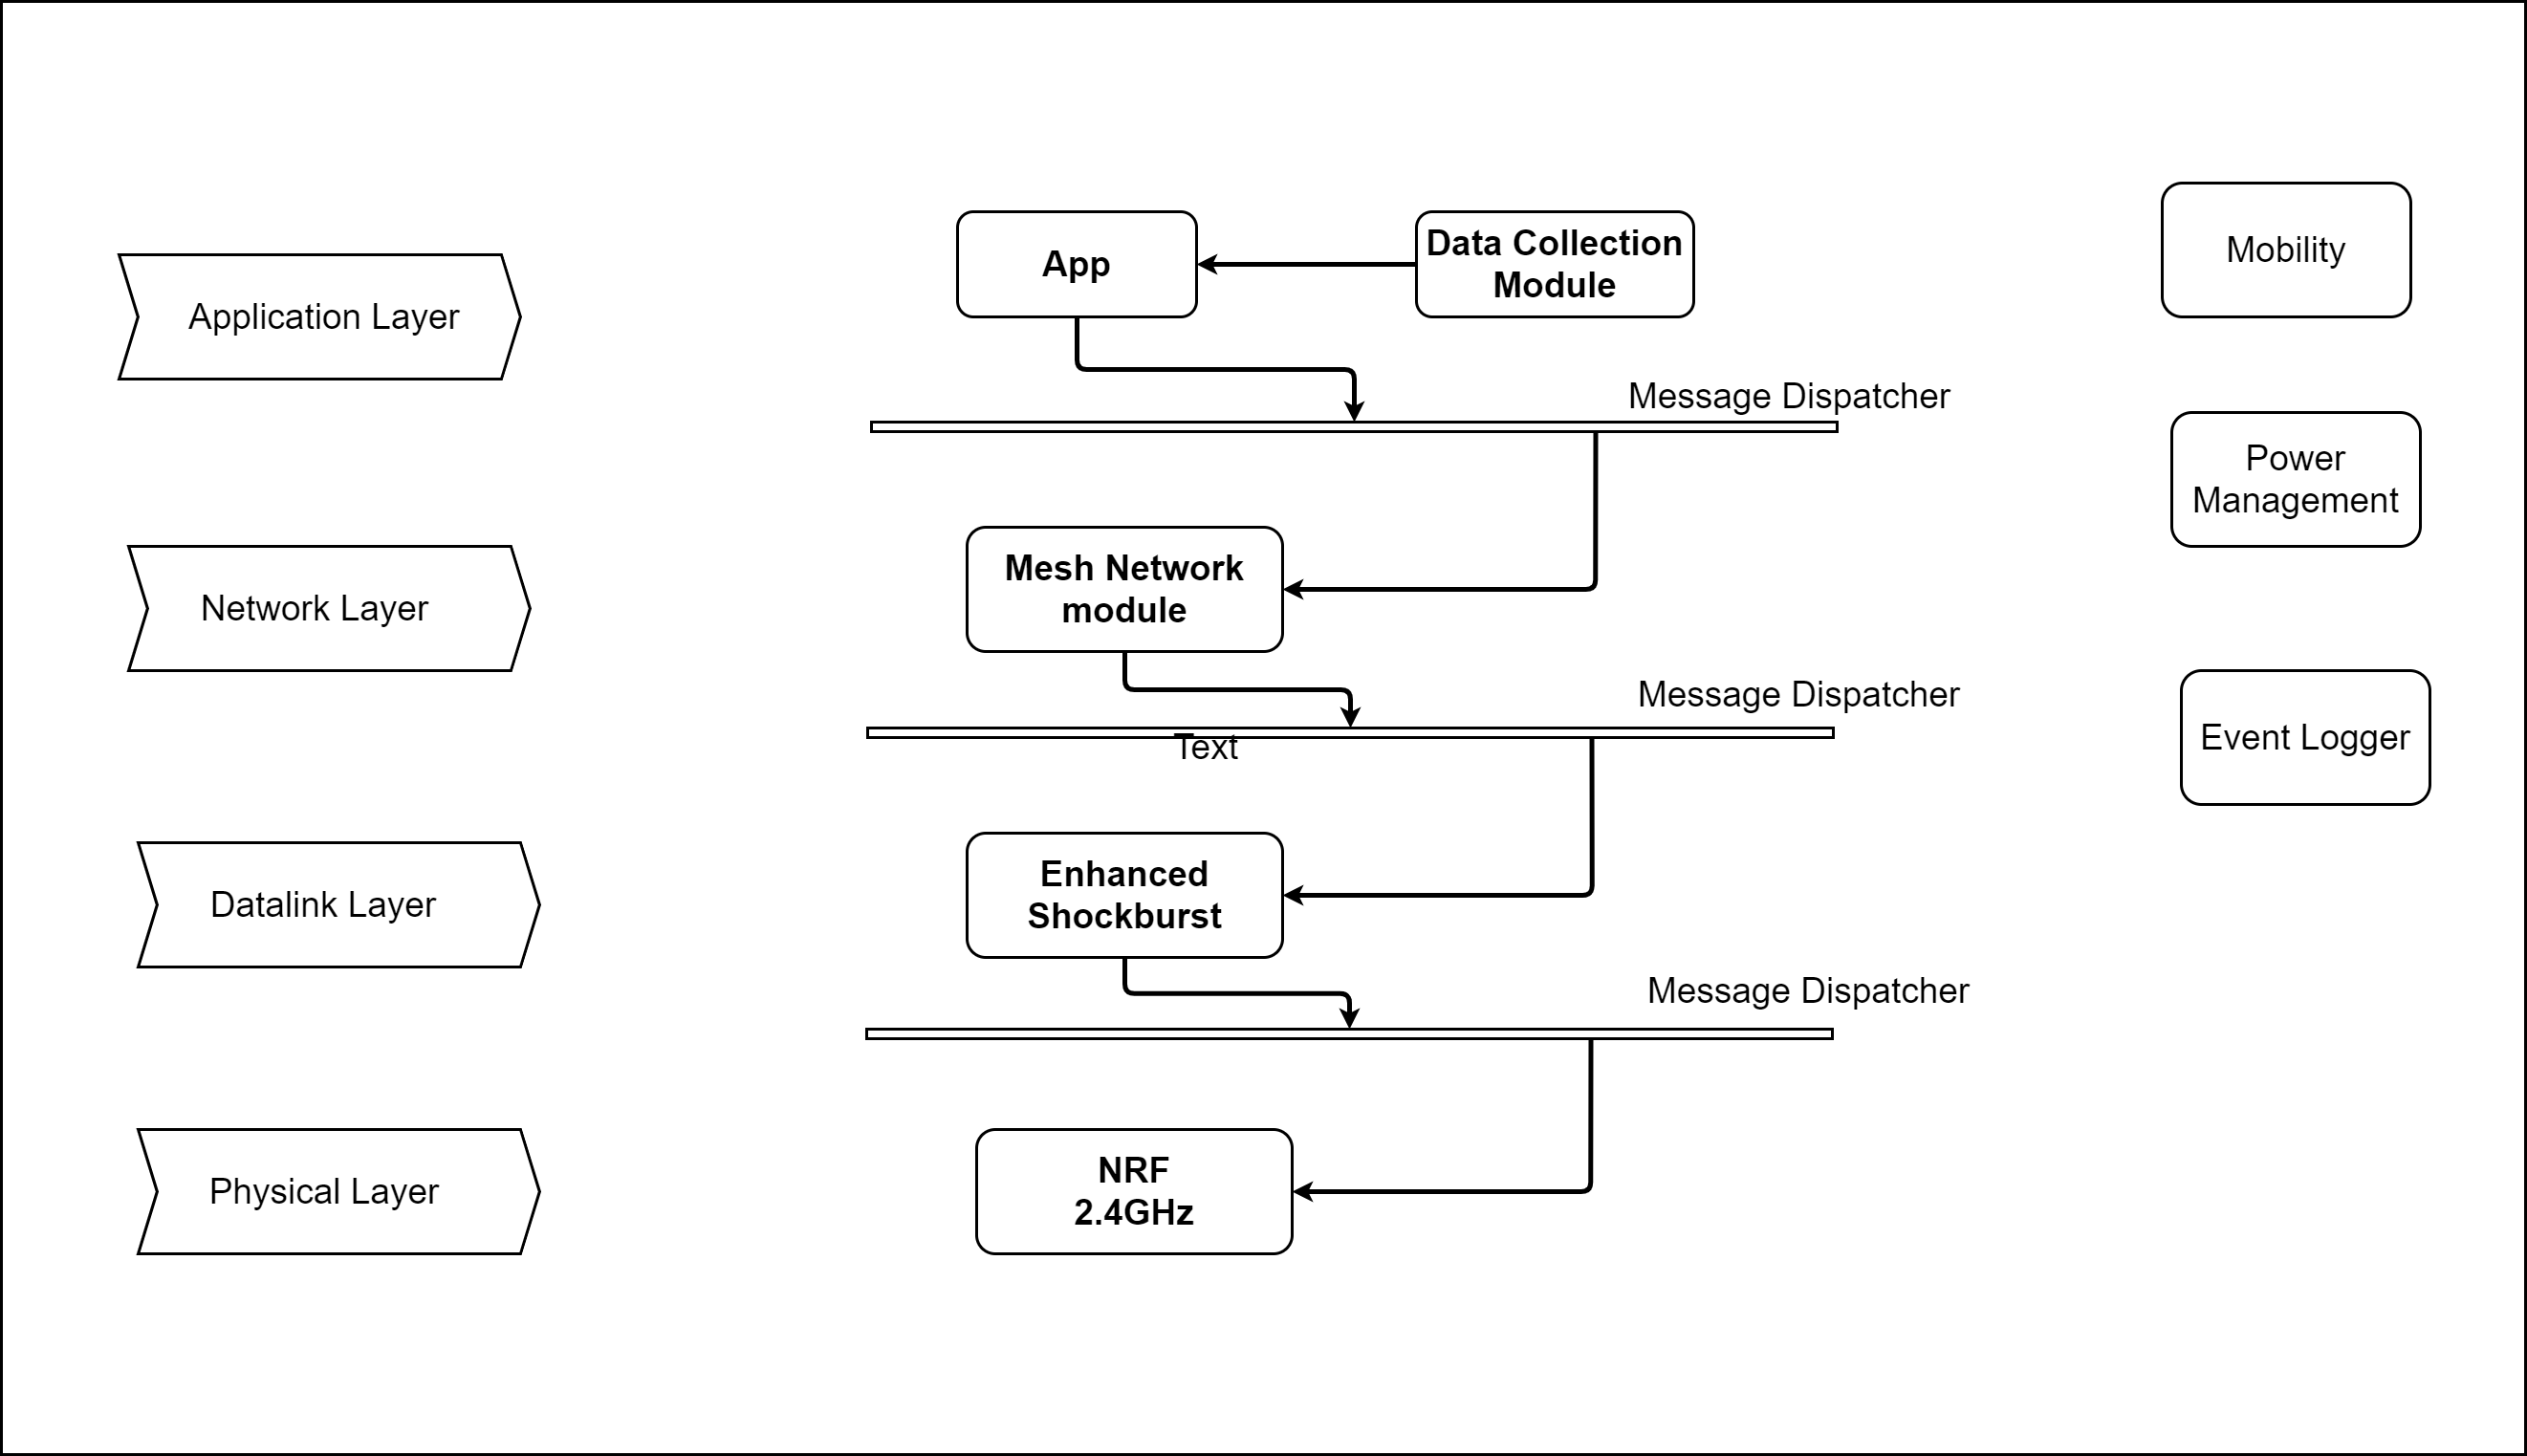 Application Layer
App
Data Collection
Module
Mobility
Message Dispatcher
Power
Management
Network Layer
Mesh Network
module
Message Dispatcher
Text
Event Logger
Datalink Layer
Enhanced
Shockburst
Message Dispatcher
Physical Layer
NRF
2.4GHz